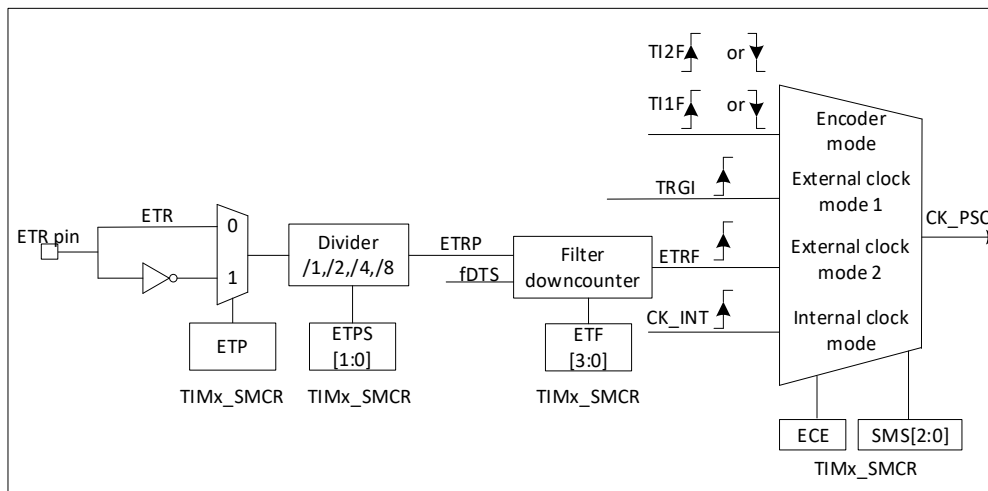 TI2F or
TI1F or
Encoder
mode
TRGI
External clock
mode 1
CK_PSC
ETR pin
ETR
0
1
Divider
/1,/2,/4,/8
ETRP
fDTS
Filter
downcounter
ETRF
External clock
mode 2
CK_INT
Internal clock
mode
ETP
TIMx_SMCR
ETPS
[1:0]
TIMx_SMCR
ETF
[3:0]
TIMx_SMCR
ECE
SMS[2:0]
TIMx_SMCR